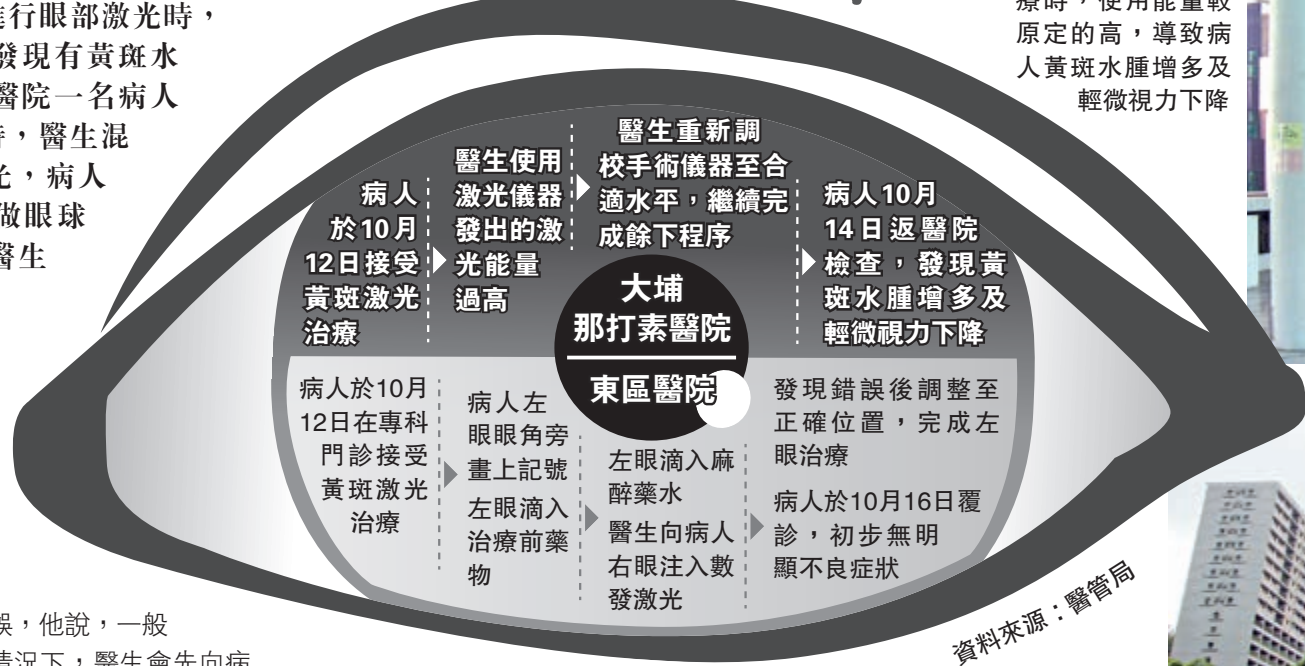 進行眼部激光時，
發現有黃斑水
醫院一名病人
醫生混
病人
做眼球
醫生
療時，使用能量較
原定的高，導致病
人黃斑水腫增多及
輕微視力下降
病人
於10月
12日接受
黃斑激光
治療
醫生使用
激光儀器
發出的激
光能量
過高
醫生重新調
校手術儀器至合
適水平，繼續完
成餘下程序
病人10月
14日返醫院
檢查，發現黃
斑水腫增多及
輕微視力下降
大埔
那打素醫院
東區醫院
病人於10月
12日在專科
門診接受
黃斑激光
治療
病人左
眼眼角旁
畫上記號
左眼滴入
治療前藥
物
左眼滴入麻
醉藥水
醫生向病人
右眼注入數
發激光
發現錯誤後調整至
正確位置，完成左
眼治療
病人於10月16日覆
診，初步無明
顯不良症狀
資料來源：醫管局
誤，他說，一般
情況下，醫生會先向病